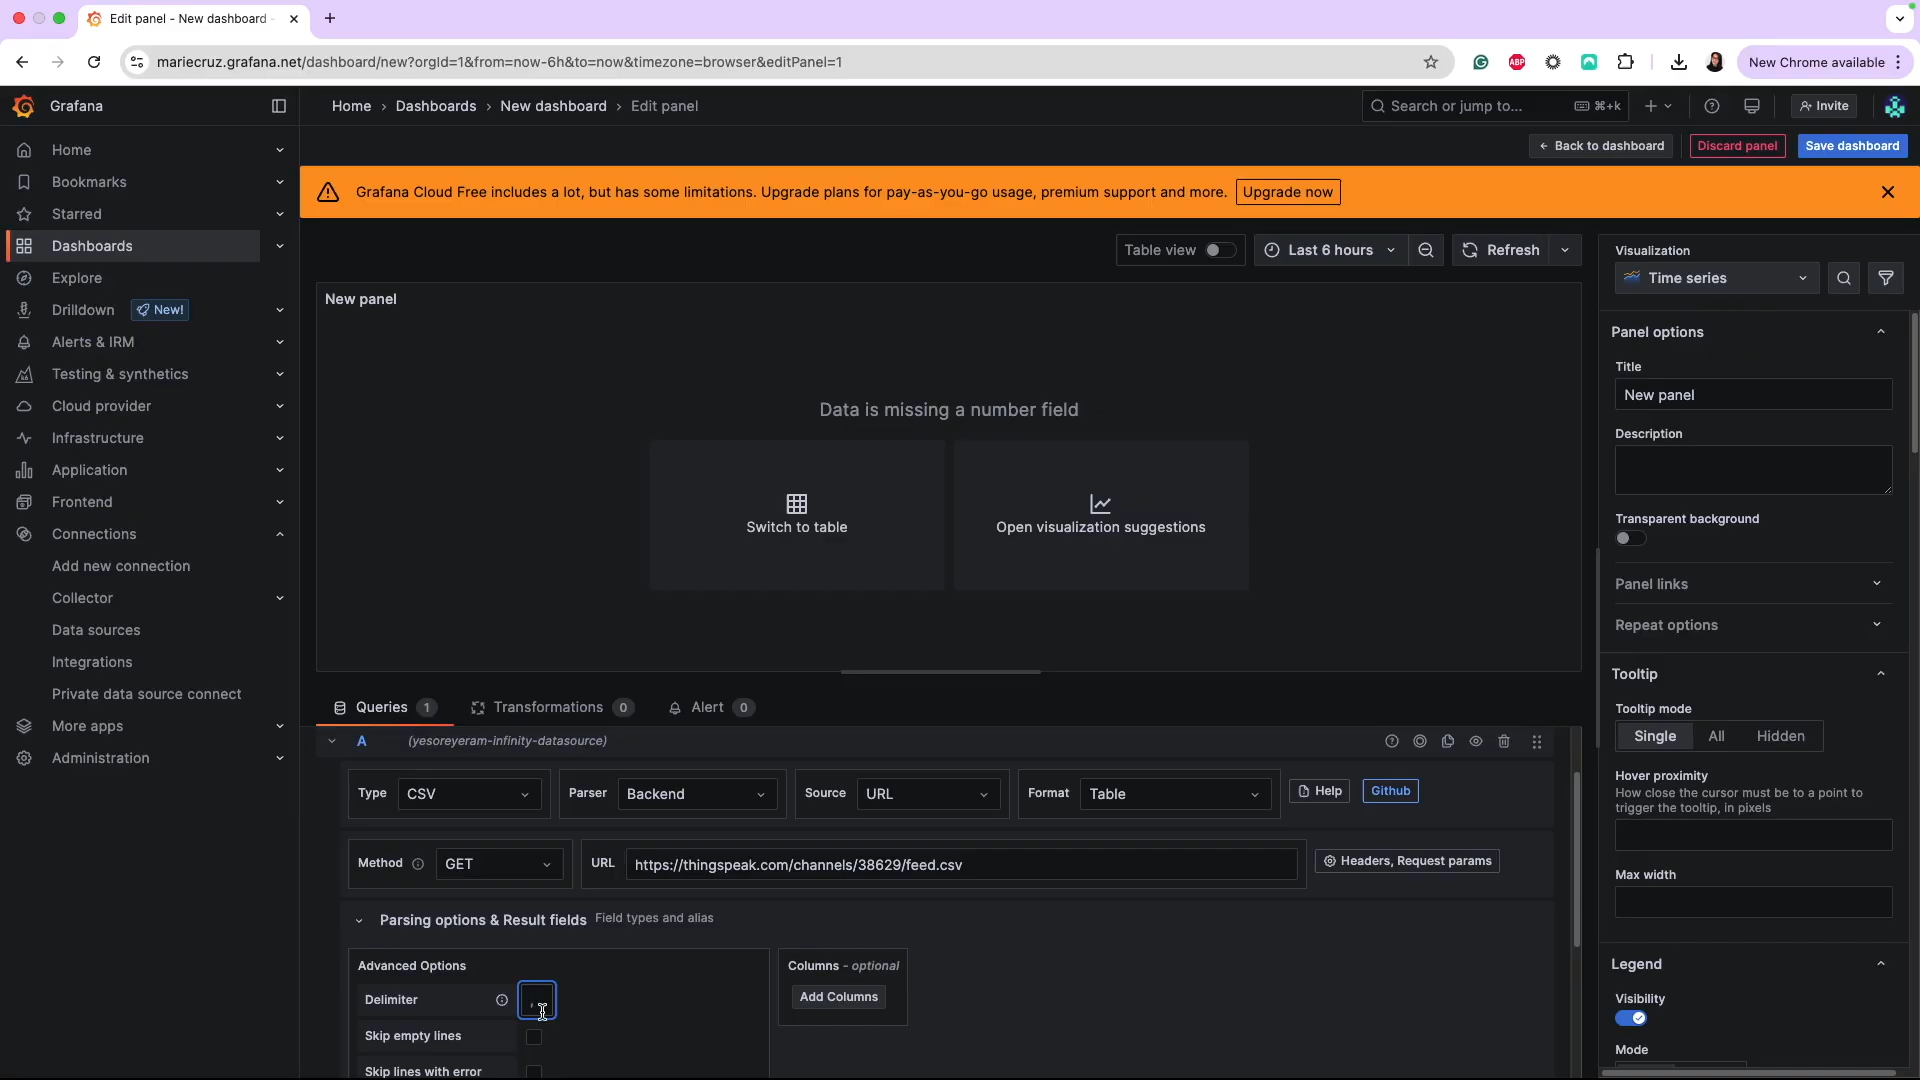 Edit panel - New dashboard -
mariecruz.grafana.net/dashboard/new?orgId=1&from=now-6h&to=now&timezone=browser&editPanel=1
ABP
New Chrome available
Grafana
Home › Dashboards › New dashboard › Edit panel
Search or jump to... ⌘+k
Invite
← Back to dashboard
Discard panel
Save dashboard
Grafana Cloud Free includes a lot, but has some limitations. Upgrade plans for pay-as-you-go usage, premium support and more.
Upgrade now
Home
Bookmarks
Starred
Dashboards
Explore
Drilldown New!
Alerts & IRM
Testing & synthetics
Cloud provider
Infrastructure
Application
Frontend
Connections
Add new connection
Collector
Data sources
Integrations
Private data source connect
More apps
Administration
Table view
Last 6 hours
Refresh
New panel
Data is missing a number field
Switch to table
Open visualization suggestions
Queries 1
Transformations 0
Alert 0
A (yesoreyeram-infinity-datasource)
Type CSV
Parser Backend
Source URL
Format Table
Help
Github
Method GET
URL https://thingspeak.com/channels/38629/feed.csv
Headers, Request params
Parsing options & Result fields Field types and alias
Advanced Options
Delimiter ,
Skip empty lines
Skip lines with error
Columns - optional
Add Columns
Visualization
Time series
Panel options
Title
New panel
Description
Transparent background
Panel links
Repeat options
Tooltip
Tooltip mode
Single All Hidden
Hover proximity
How close the cursor must be to a point to
trigger the tooltip, in pixels
Max width
Legend
Visibility
Mode